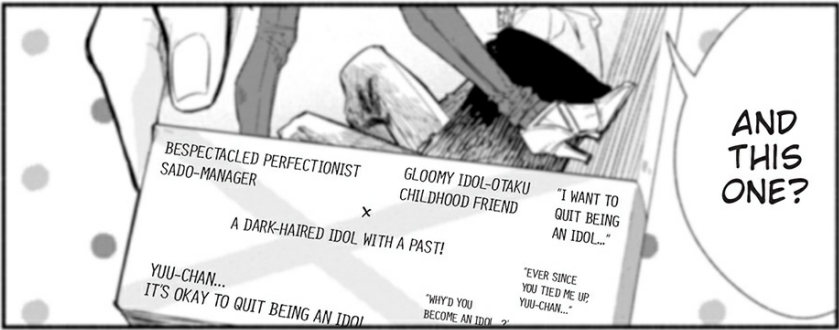 AND
THIS
ONE?
BESPECTACLED PERFECTIONIST
SADO-MANAGER
GLOOMY IDOL-OTAKU
CHILDHOOD FRIEND
×
A DARK-HAIRED IDOL WITH A PAST!
"I WANT TO
QUIT BEING
AN IDOL..."
YUU-CHAN...
IT'S OKAY TO QUIT BEING AN IDOL
"EVER SINCE
YOU TIED ME UP,
YUU-CHAN..."
"WHY'D YOU
BECOME AN IDOL...?"